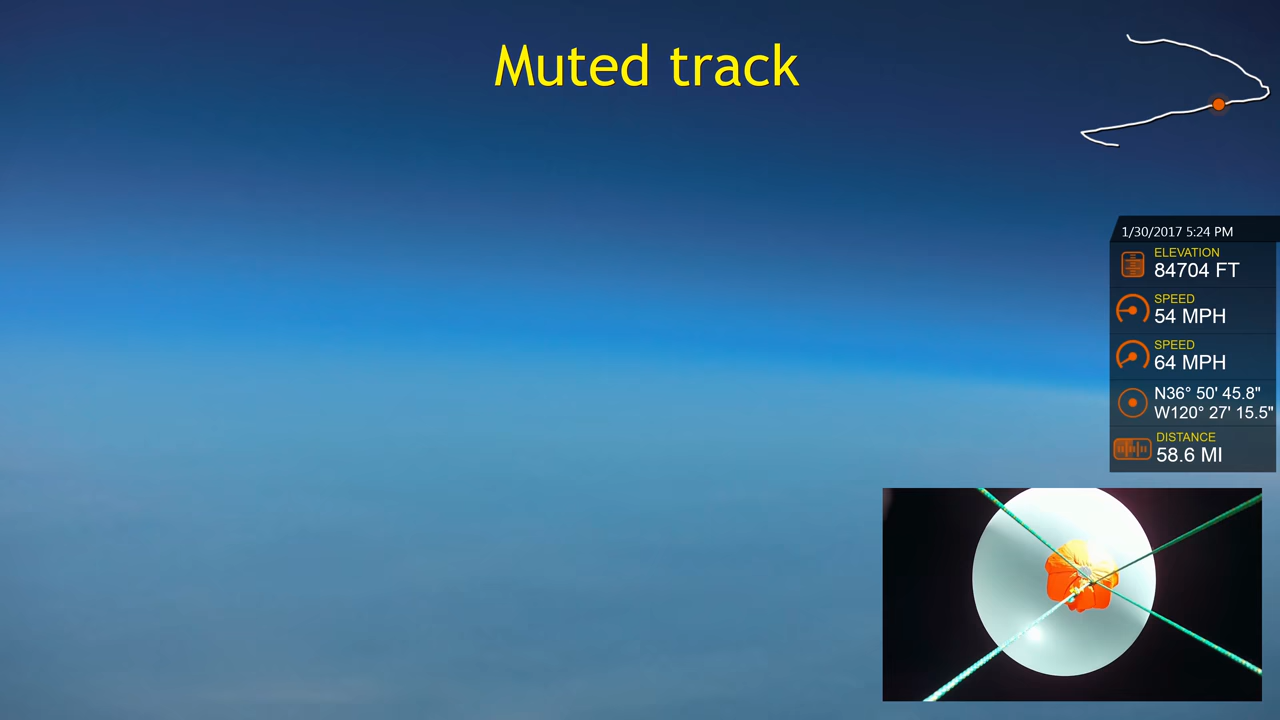 Muted track
1/30/2017 5:24 PM
ELEVATION
84704 FT
SPEED
54 MPH
SPEED
64 MPH
N36° 50' 45.8"
W120° 27' 15.5"
DISTANCE
58.6 MI